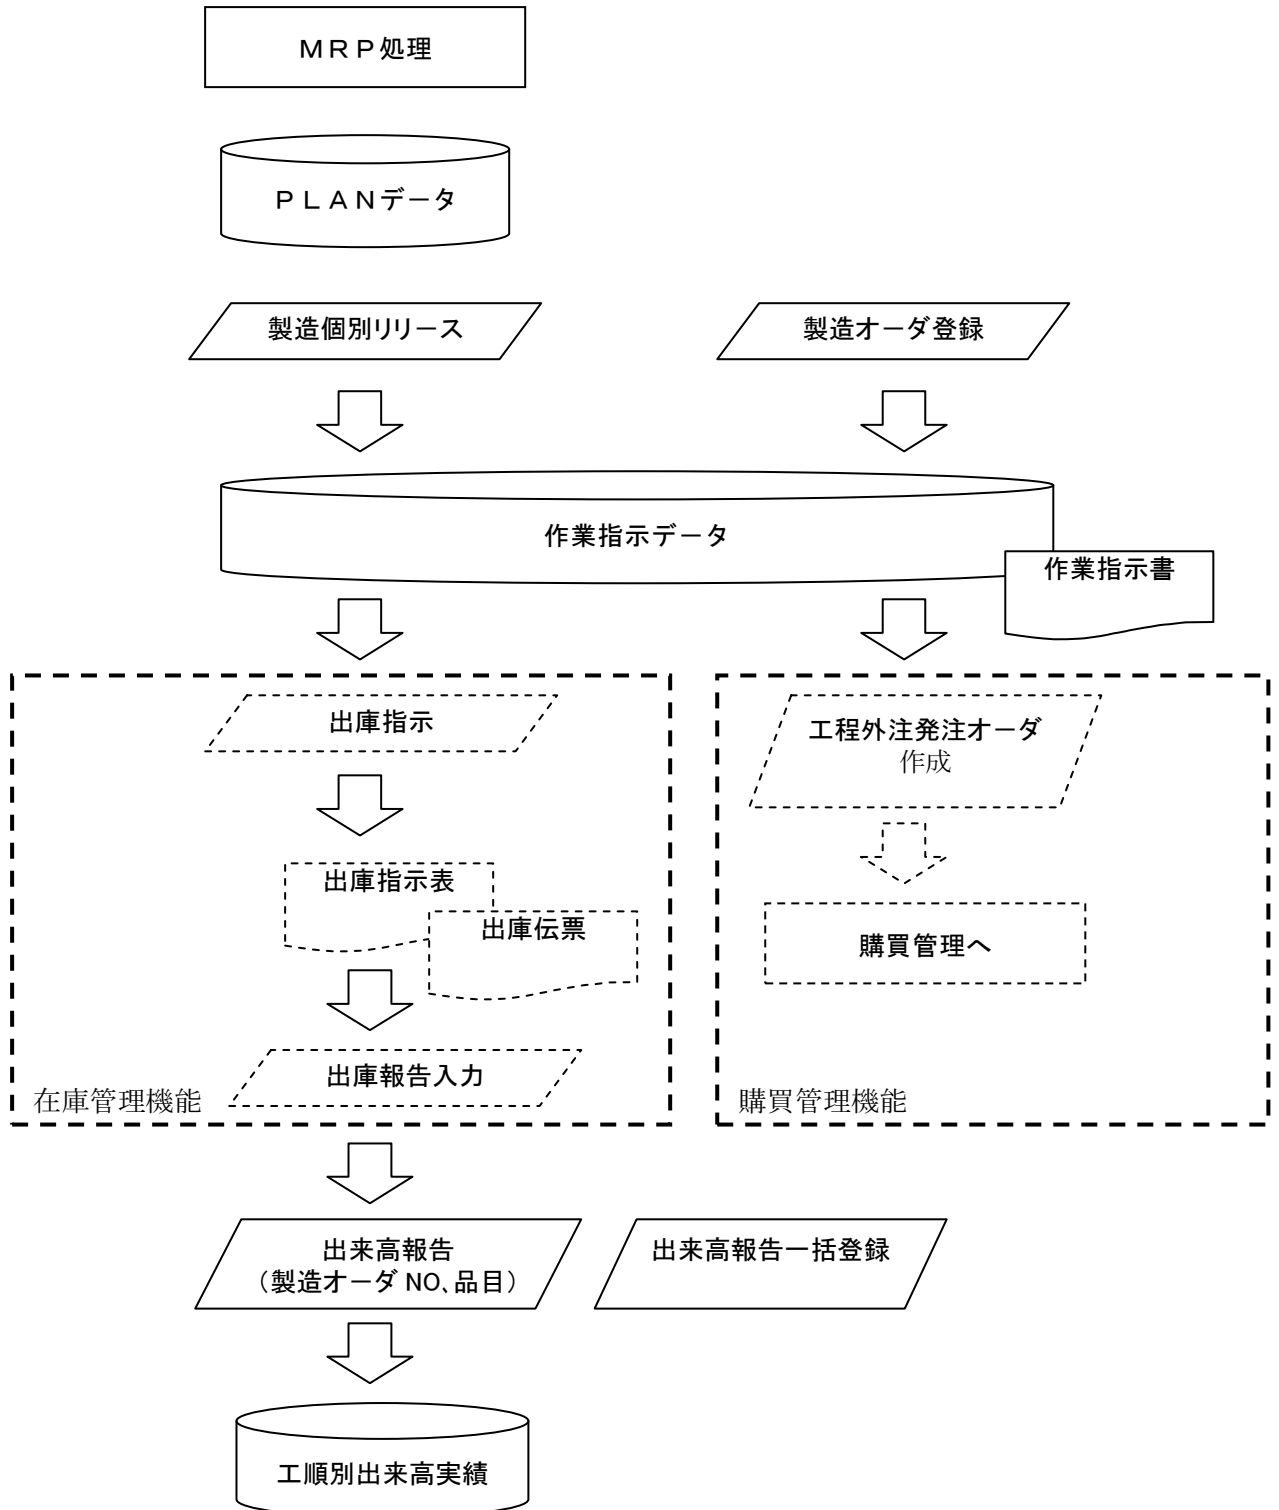 ＭＲＰ処理
ＰＬＡＮデータ
製造個別リリース
製造オーダ登録
作業指示データ
作業指示書
出庫指示
工程外注発注オーダ
作成
出庫指示表
出庫伝票
購買管理へ
出庫報告入力
在庫管理機能
購買管理機能
出来高報告
（製造オーダ NO、品目）
出来高報告一括登録
工順別出来高実績